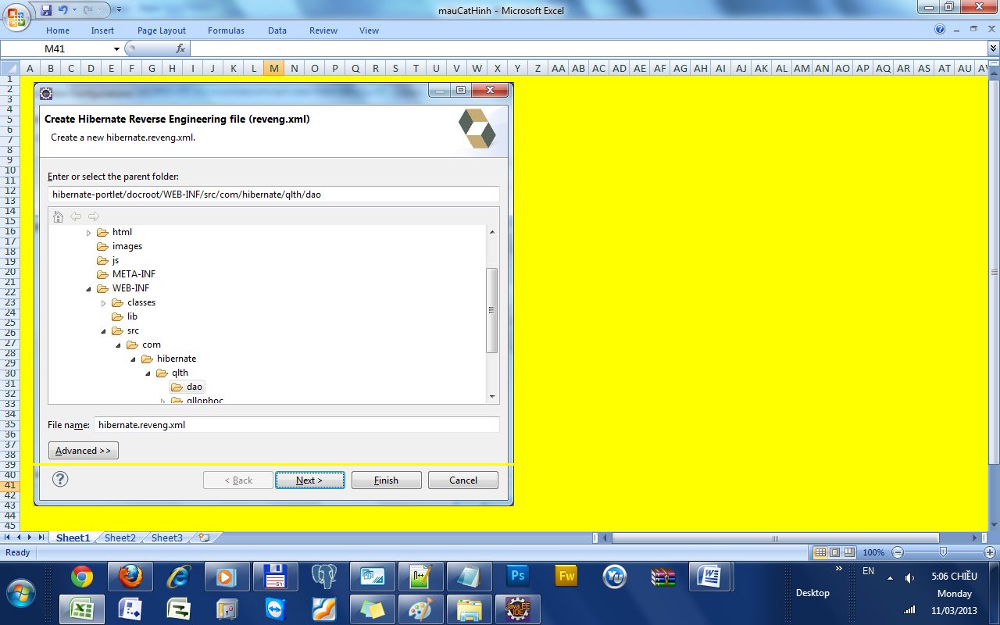 mauCatHinh - Microsoft Excel
Home Insert Page Layout Formulas Data Review View
M41 fx
A B C D E F G H I J K L M N O P Q R S T U V W X Y Z AA AB AC AD AE AF AG AH AI AJ AK AL AM AN AO AP AQ AR AS AT AU AV
1
2
3
4
5
6
7
8
9
10
11
12
13
14
15
16
17
18
19
20
21
22
23
24
25
26
27
28
29
30
31
32
33
34
35
36
37
38
39
40
41
42
43
44
45
Create Hibernate Reverse Engineering file (reveng.xml)
Create a new hibernate.reveng.xml.
Enter or select the parent folder:
hibernate-portlet/docroot/WEB-INF/src/com/hibernate/qlth/dao
html
images
js
META-INF
WEB-INF
classes
lib
src
com
hibernate
qlth
dao
qllophoc
File name: hibernate.reveng.xml
Advanced >>
? < Back Next > Finish Cancel
Sheet1 Sheet2 Sheet3
Ready 100%
64 N++ Ps Fw
EN 5:06 CHIỀU
Desktop Monday
Java EE
IDE
11/03/2013